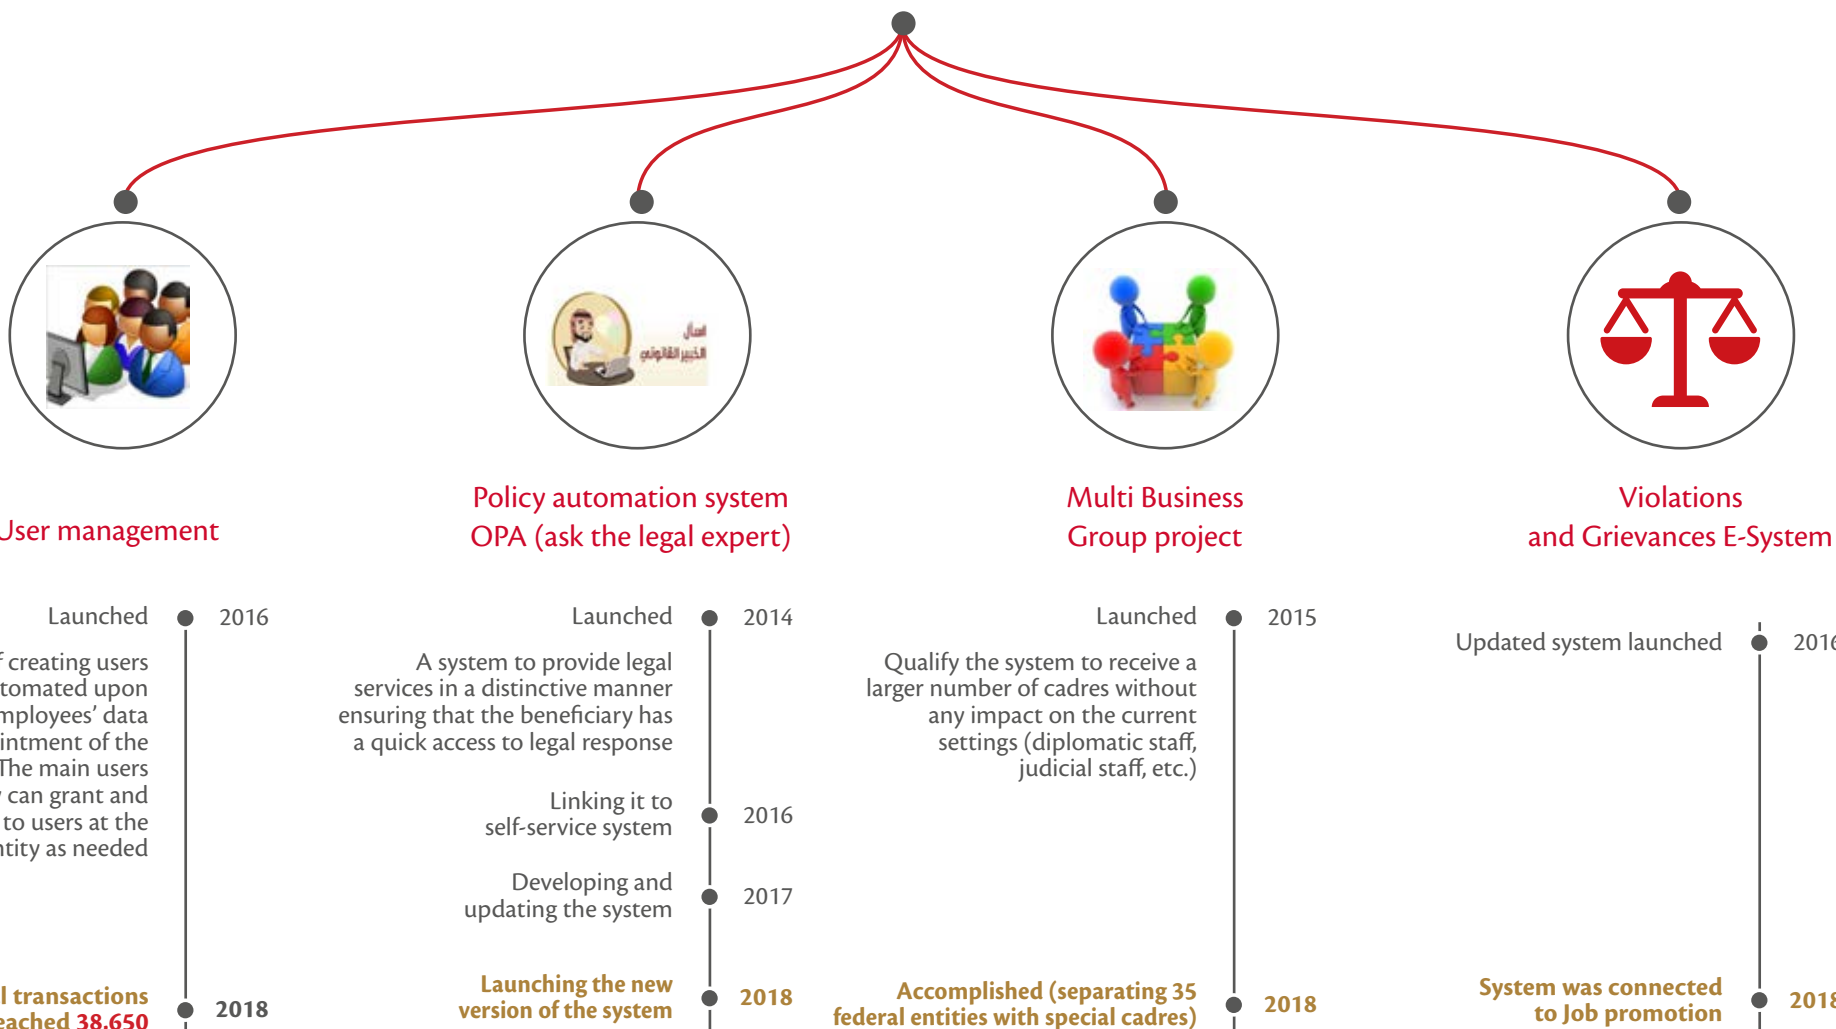 اسأل
الخبير القانوني
User management
Launched
2016
f creating users
tomated upon
mployees' data
intment of the
The main users
can grant and
to users at the
ntity as needed
l transactions
eached 38,650
2018
Policy automation system
OPA (ask the legal expert)
Launched
2014
A system to provide legal
services in a distinctive manner
ensuring that the beneficiary has
a quick access to legal response
Linking it to
self-service system
2016
Developing and
updating the system
2017
Launching the new
version of the system
2018
Multi Business
Group project
Launched
2015
Qualify the system to receive a
larger number of cadres without
any impact on the current
settings (diplomatic staff,
judicial staff, etc.)
Accomplished (separating 35
federal entities with special cadres)
2018
Violations
and Grievances E-System
Updated system launched
2016
System was connected
to Job promotion
2018